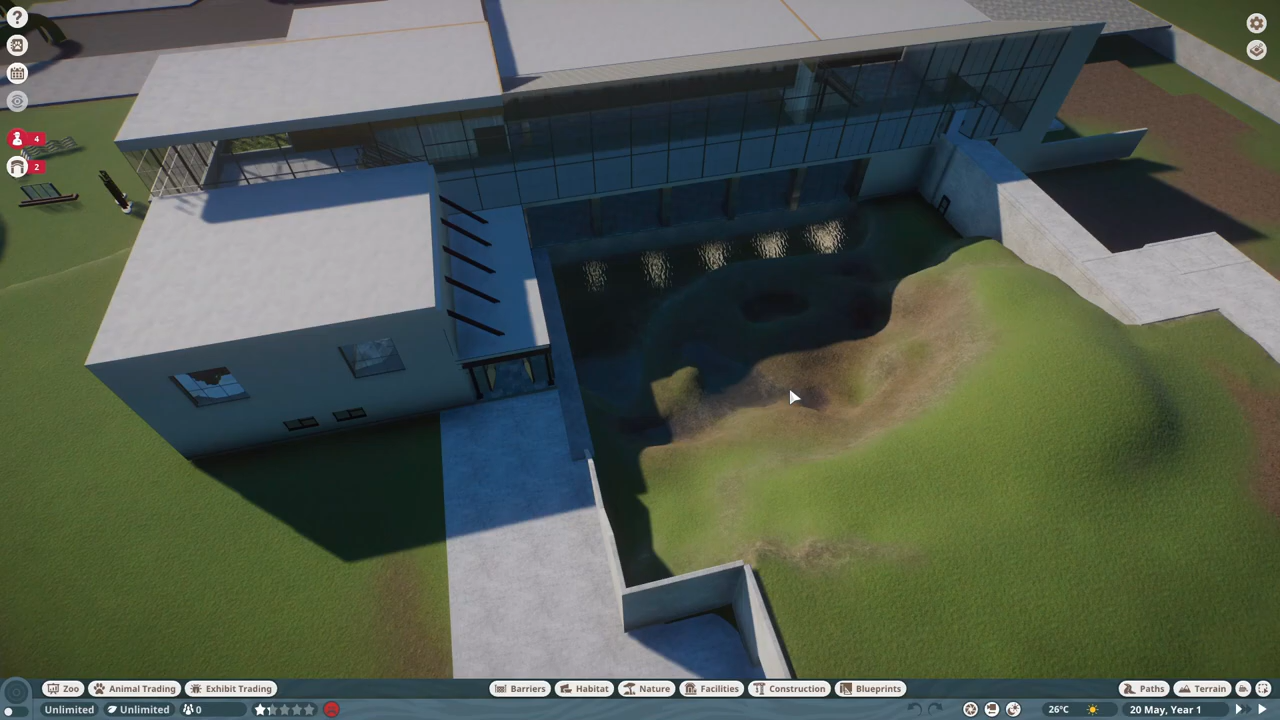 ?
4
2
Zoo Animal Trading Exhibit Trading Barriers Habitat Nature Facilities Construction Blueprints Paths Terrain
Unlimited Unlimited 0 26°C 20 May, Year 1